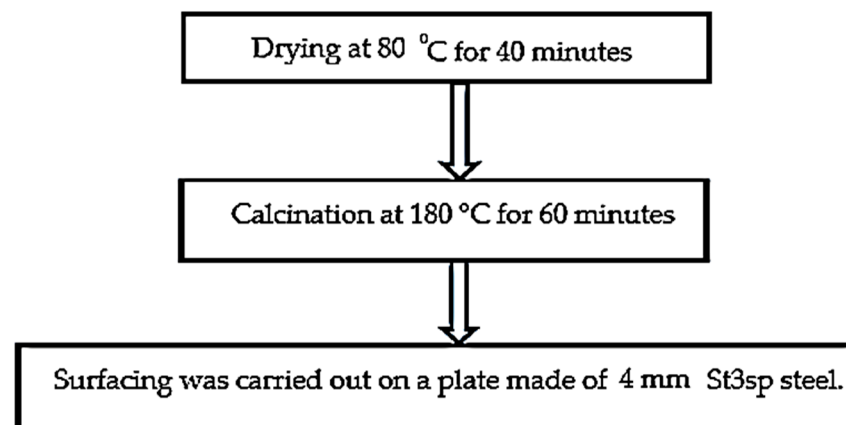 Drying at 80 °C for 40 minutes
Calcination at 180 °C for 60 minutes
Surfacing was carried out on a plate made of 4 mm St3sp steel.